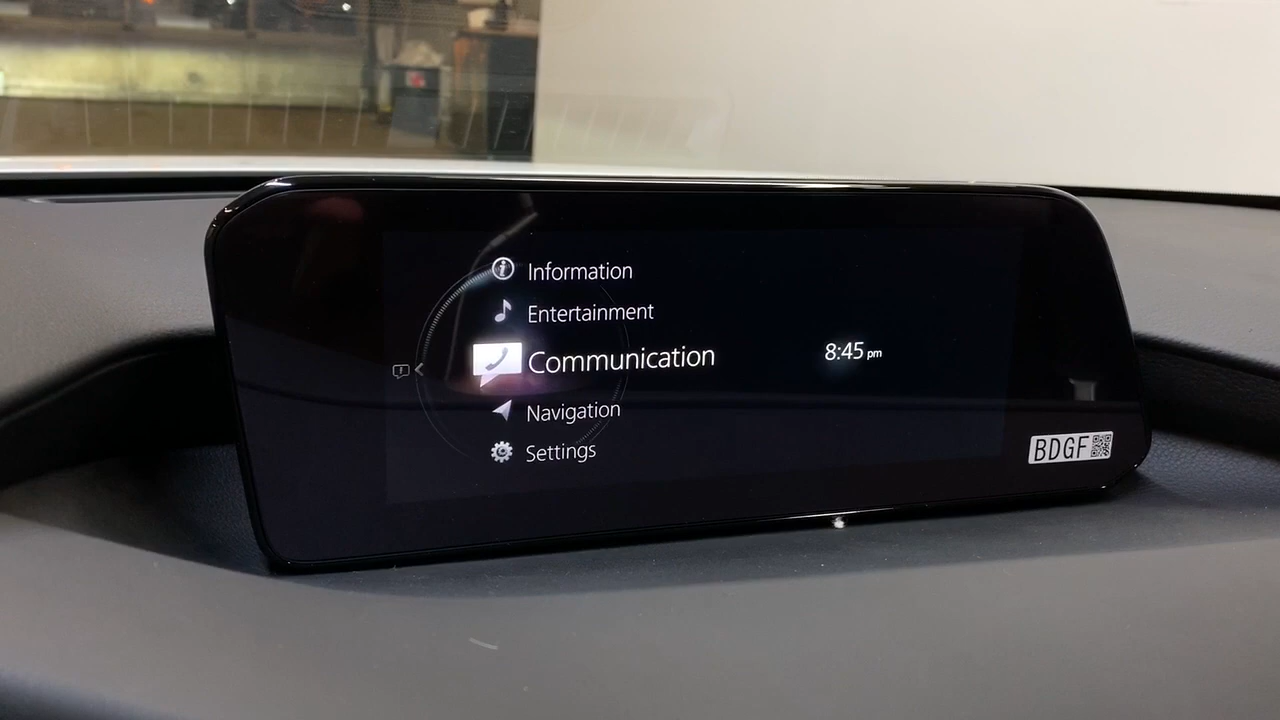 Information
Entertainment
Communication
8:45 pm
Navigation
Settings
BDGF